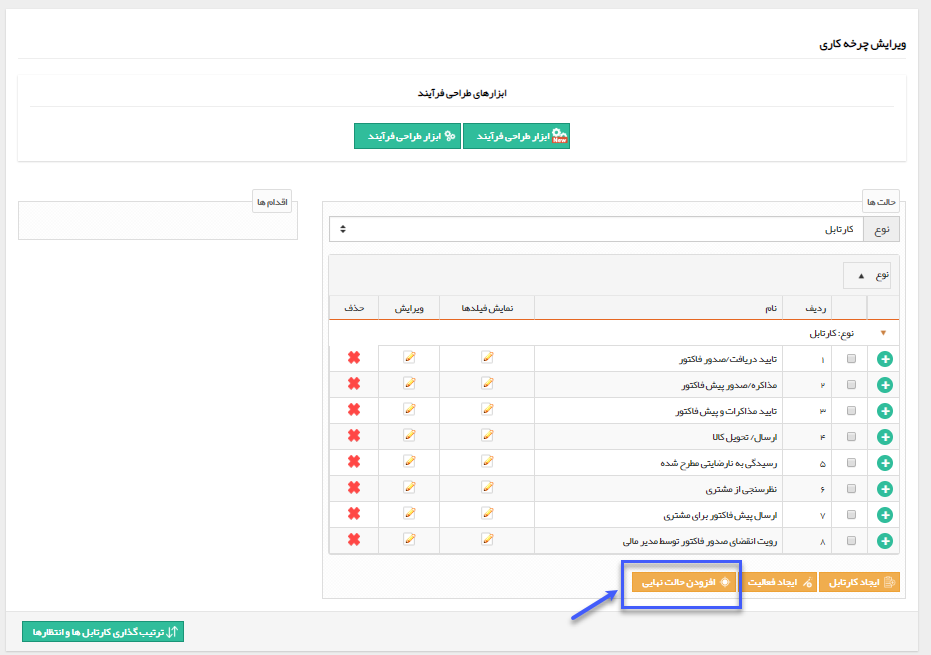 ویرایش چرخه کاری
ابزارهای طراحی فرآیند
ابزار طراحی فرآیند New ابزار طراحی فرآیند
حالت ها
نوع کارتابل
نوع ▲
ردیف نام نمایش فیلدها ویرایش حذف
نوع: کارتابل
۱ تایید دریافت/صدور فاکتور
۲ مذاکره/صدور پیش فاکتور
۳ تایید مذاکرات و پیش فاکتور
۴ ارسال/ تحویل کالا
۵ رسیدگی به نارضایتی مطرح شده
۶ نظرسنجی از مشتری
۷ ارسال پیش فاکتور برای مشتری
۸ رویت انقضای صدور فاکتور توسط مدیر مالی
ایجاد کارتابل ایجاد فعالیت افزودن حالت نهایی
اقدام ها
ترتیب گذاری کارتابل ها و انتظارها